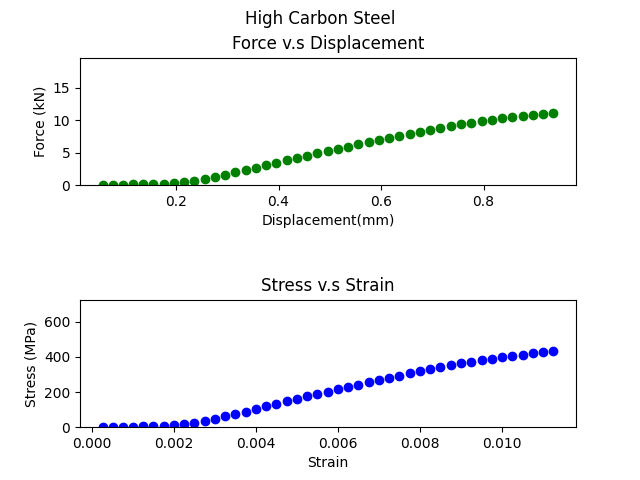 High Carbon Steel
Force v.s Displacement
15
10
5
0
Force (kN)
0.2 0.4 0.6 0.8
Displacement(mm)
Stress v.s Strain
600
400
200
0
Stress (MPa)
0.000 0.002 0.004 0.006 0.008 0.010
Strain